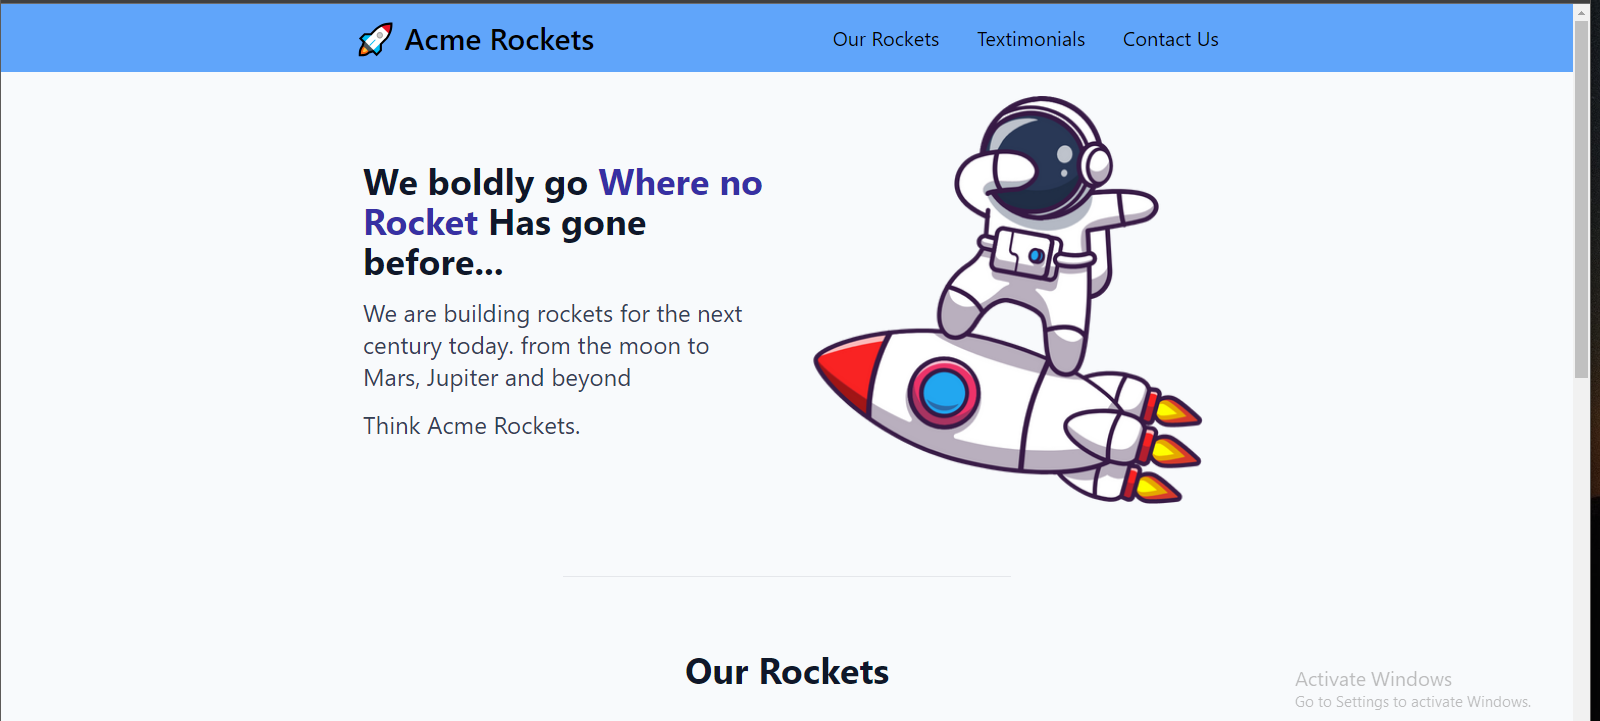 Acme Rockets
Our Rockets
Textimonials
Contact Us
We boldly go Where no
Rocket Has gone
before...
We are building rockets for the next
century today. from the moon to
Mars, Jupiter and beyond
Think Acme Rockets.
Our Rockets
Activate Windows
Go to Settings to activate Windows.